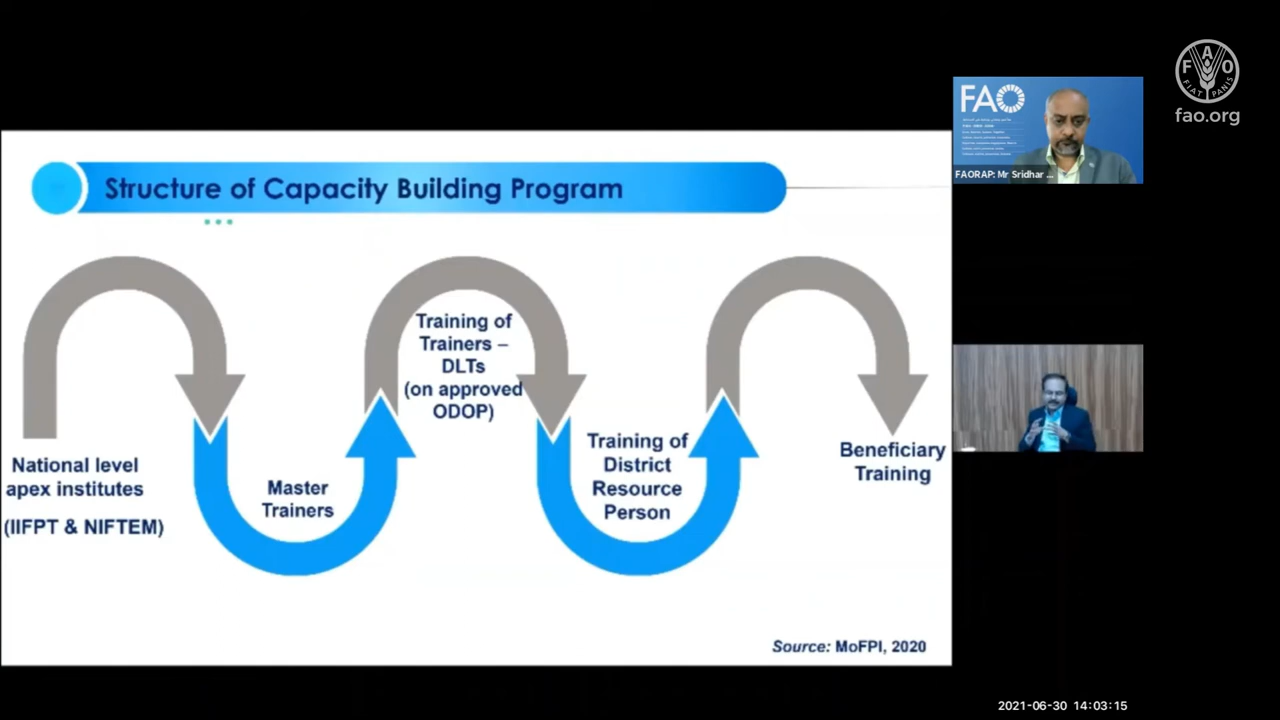 Structure of Capacity Building Program
National level
apex institutes
(IIFPT & NIFTEM)
Master
Trainers
Training of
Trainers –
DLTs
(on approved
ODOP)
Training of
District
Resource
Person
Beneficiary
Training
Source: MoFPI, 2020
FAO
FAORAP: Mr Sridhar ...
F A O
FIAT PANIS
fao.org
2021-06-30 14:03:15